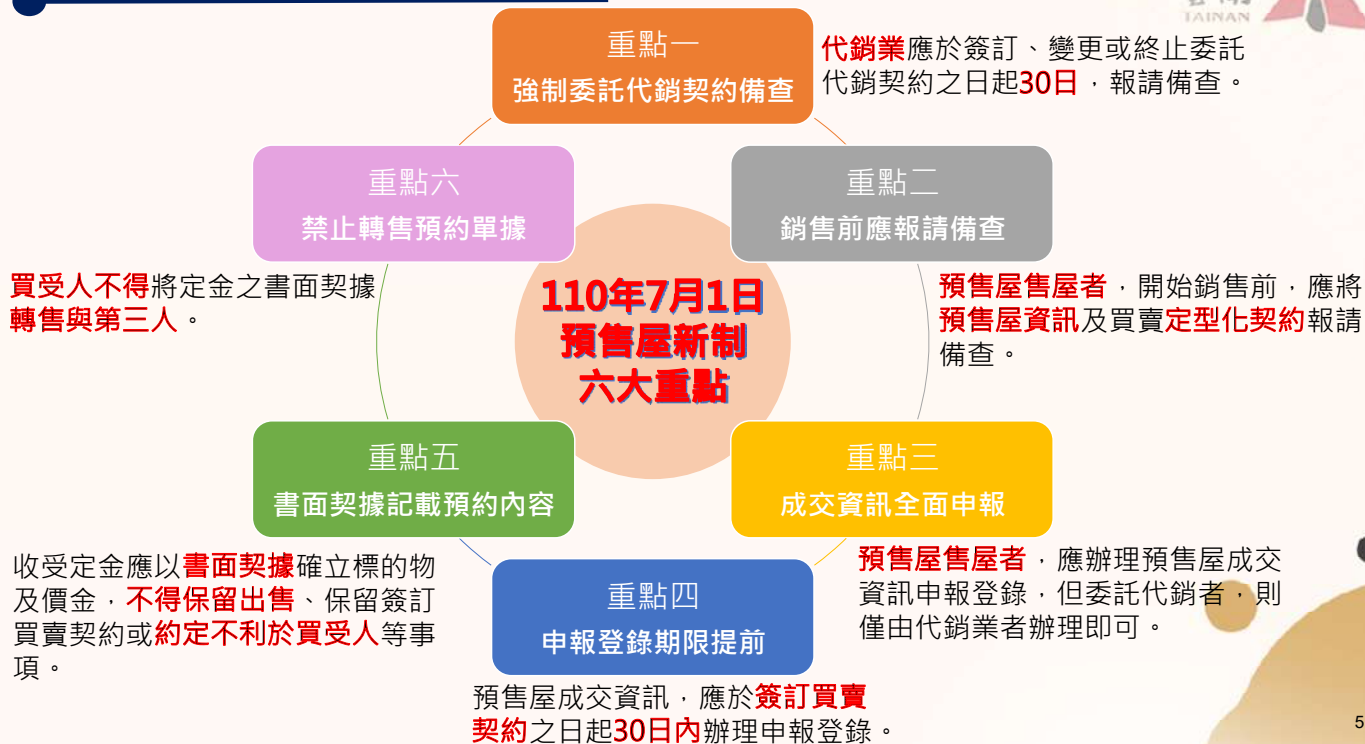 TAINAN
重點一
強制委託代銷契約備查
代銷業應於簽訂、變更或終止委託
代銷契約之日起30日，報請備查。
重點二
銷售前應報請備查
預售屋售屋者，開始銷售前，應將
預售屋資訊及買賣定型化契約報請
備查。
重點三
成交資訊全面申報
預售屋售屋者，應辦理預售屋成交
資訊申報登錄，但委託代銷者，則
僅由代銷業者辦理即可。
重點四
申報登錄期限提前
預售屋成交資訊，應於簽訂買賣
契約之日起30日內辦理申報登錄。
重點五
書面契據記載預約內容
收受定金應以書面契據確立標的物
及價金，不得保留出售、保留簽訂
買賣契約或約定不利於買受人等事
項。
重點六
禁止轉售預約單據
買受人不得將定金之書面契據
轉售與第三人。
110年7月1日
預售屋新制
六大重點
5